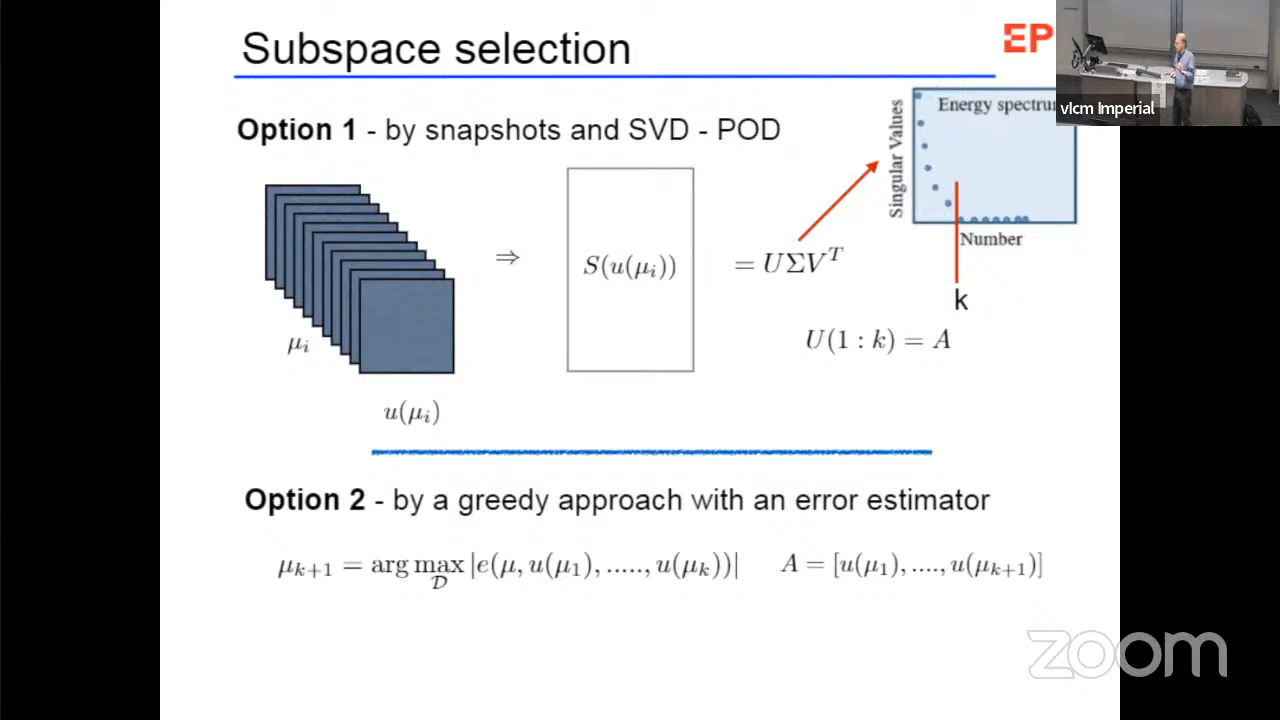 Subspace selection
EP
vlcm Imperial
Option 1 - by snapshots and SVD - POD
Energy spectru
Singular Values
Number
k
μ_i
u(μ_i)
⇒
S(u(μ_i))
= UΣV^T
U(1 : k) = A
Option 2 - by a greedy approach with an error estimator
μ_{k+1} = arg max_𝒟 |e(μ, u(μ_1), ....., u(μ_k))|
A = [u(μ_1), ...., u(μ_{k+1})]
zoom